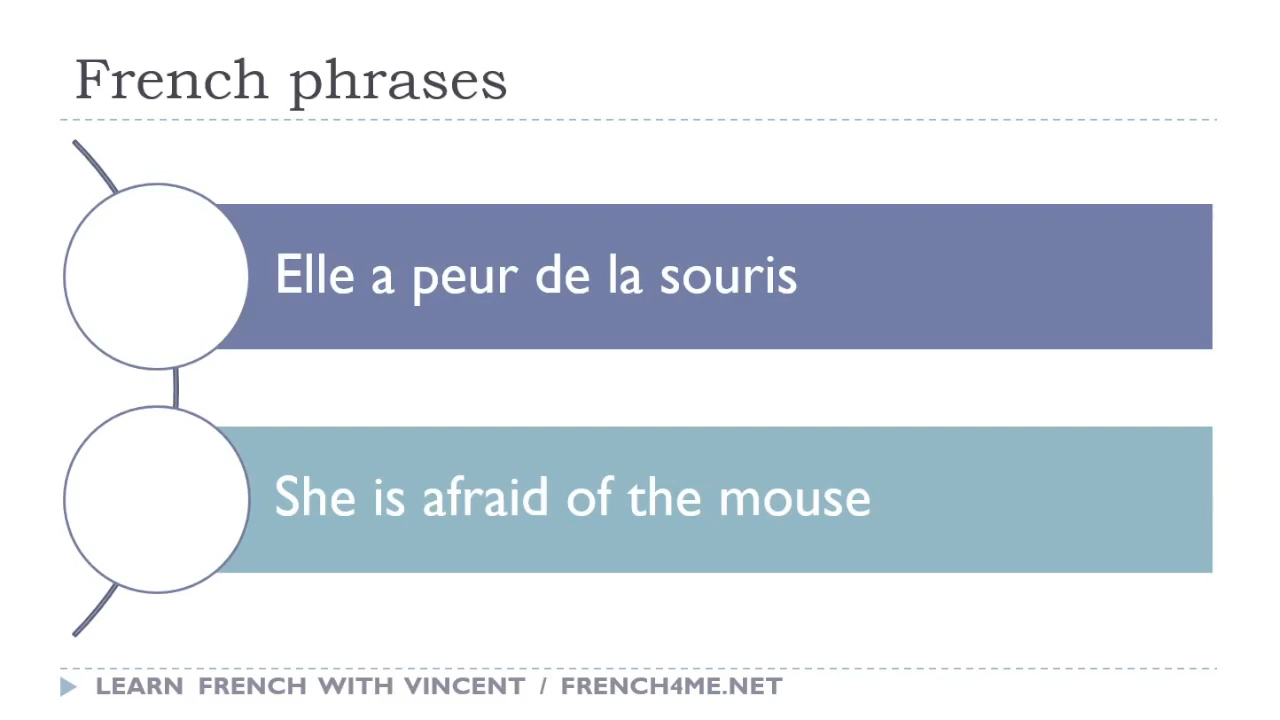 French phrases
Elle a peur de la souris
She is afraid of the mouse
LEARN FRENCH WITH VINCENT / FRENCH4ME.NET